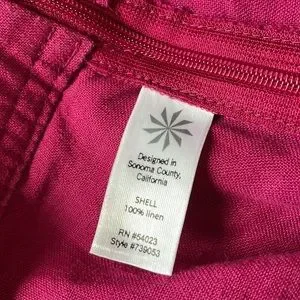 Designed in
Sonoma County,
California
SHELL
100% linen
RN #54023
Style #739053